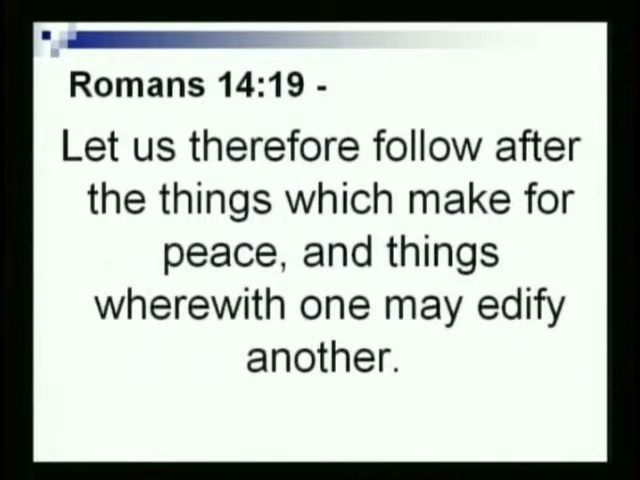 Romans 14:19 -
Let us therefore follow after
the things which make for
peace, and things
wherewith one may edify
another.